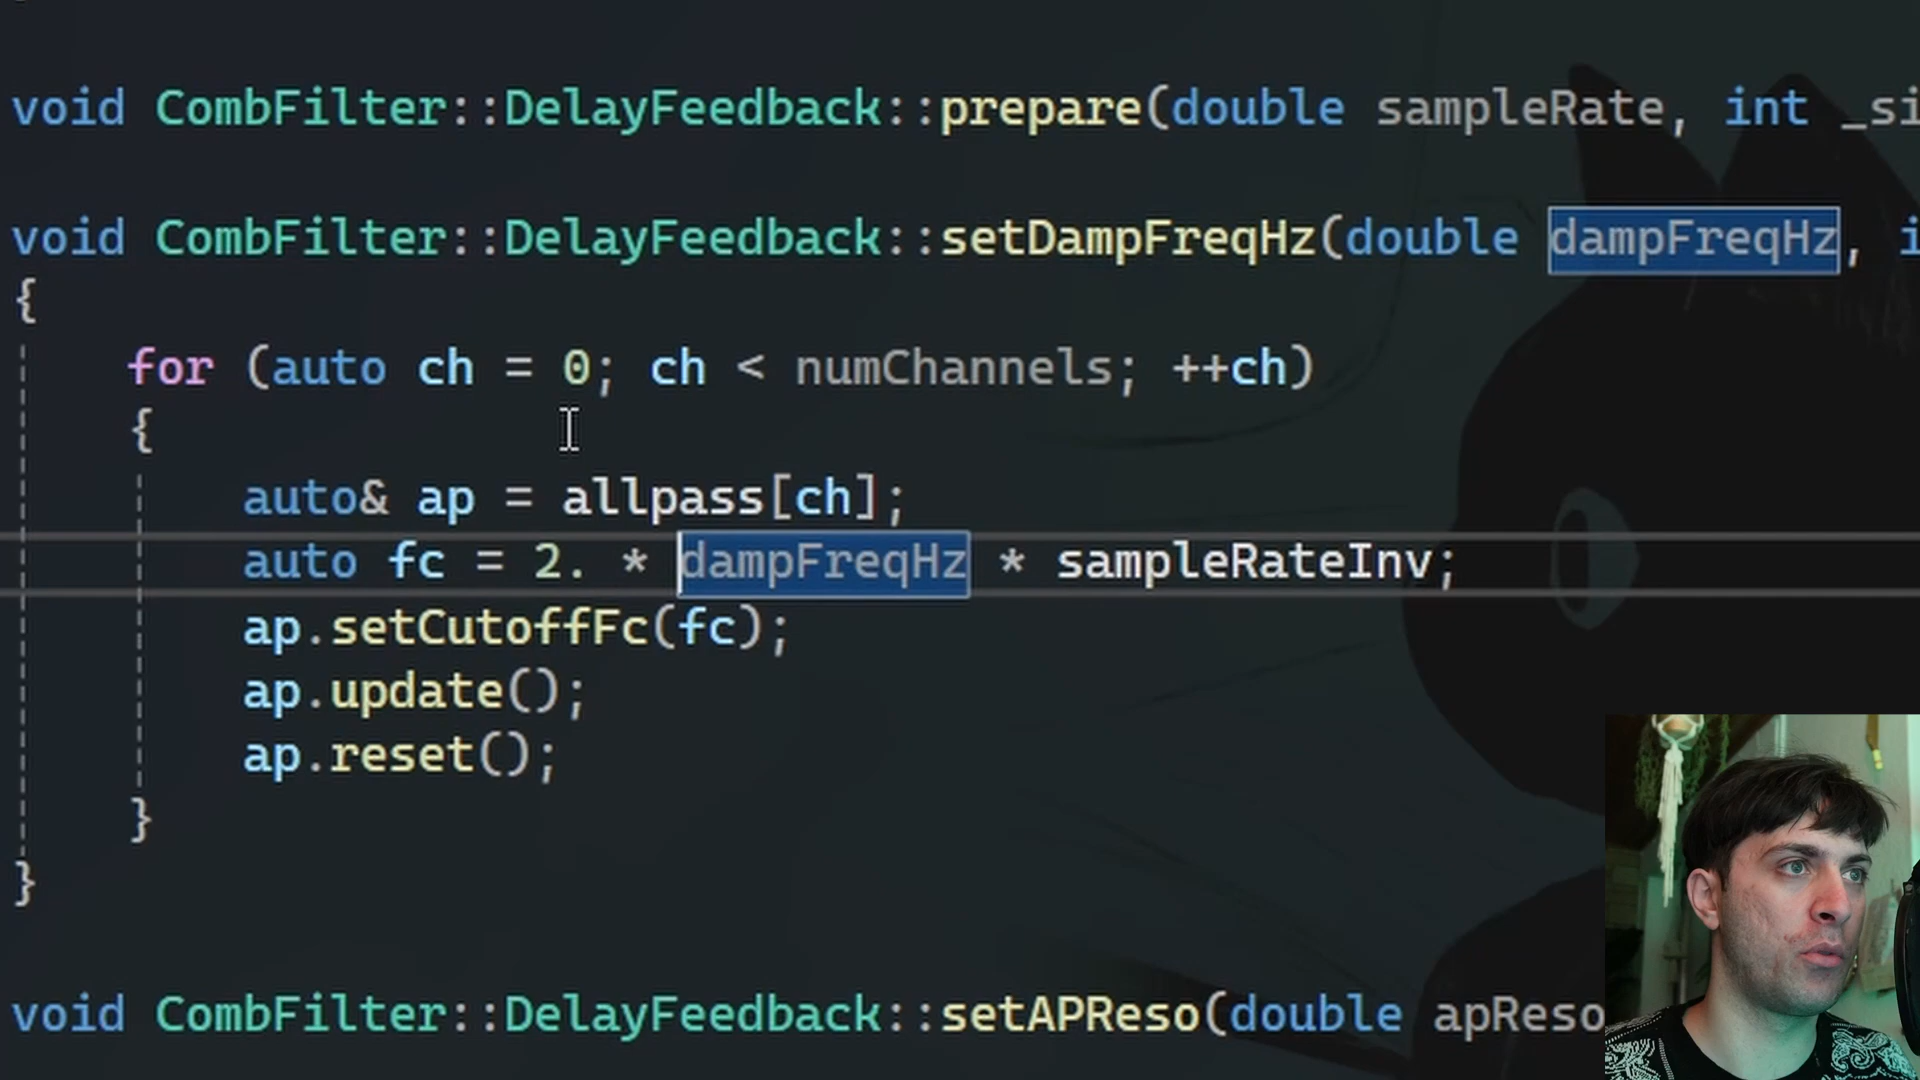 void CombFilter::DelayFeedback::prepare(double sampleRate, int _si
void CombFilter::DelayFeedback::setDampFreqHz(double dampFreqHz, i
{
for (auto ch = 0; ch < numChannels; ++ch)
{
auto& ap = allpass[ch];
auto fc = 2. * dampFreqHz * sampleRateInv;
ap.setCutoffFc(fc);
ap.update();
ap.reset();
}
}
void CombFilter::DelayFeedback::setAPReso(double apReso